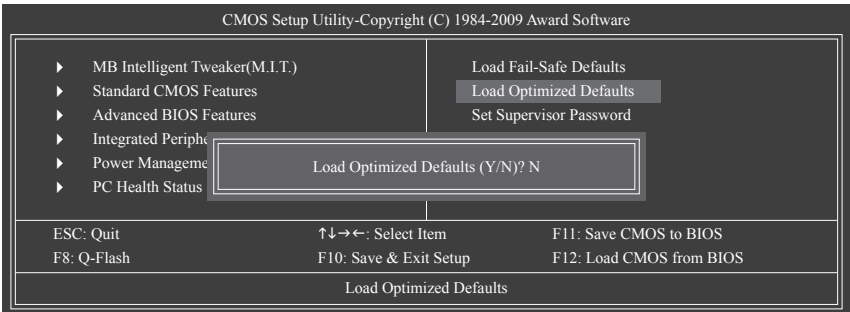 CMOS Setup Utility-Copyright (C) 1984-2009 Award Software
MB Intelligent Tweaker(M.I.T.)
Standard CMOS Features
Advanced BIOS Features
Integrated Periphe
Power Manageme
PC Health Status
Load Fail-Safe Defaults
Load Optimized Defaults
Set Supervisor Password
Load Optimized Defaults (Y/N)? N
ESC: Quit ↑↓→←: Select Item F11: Save CMOS to BIOS
F8: Q-Flash F10: Save & Exit Setup F12: Load CMOS from BIOS
Load Optimized Defaults